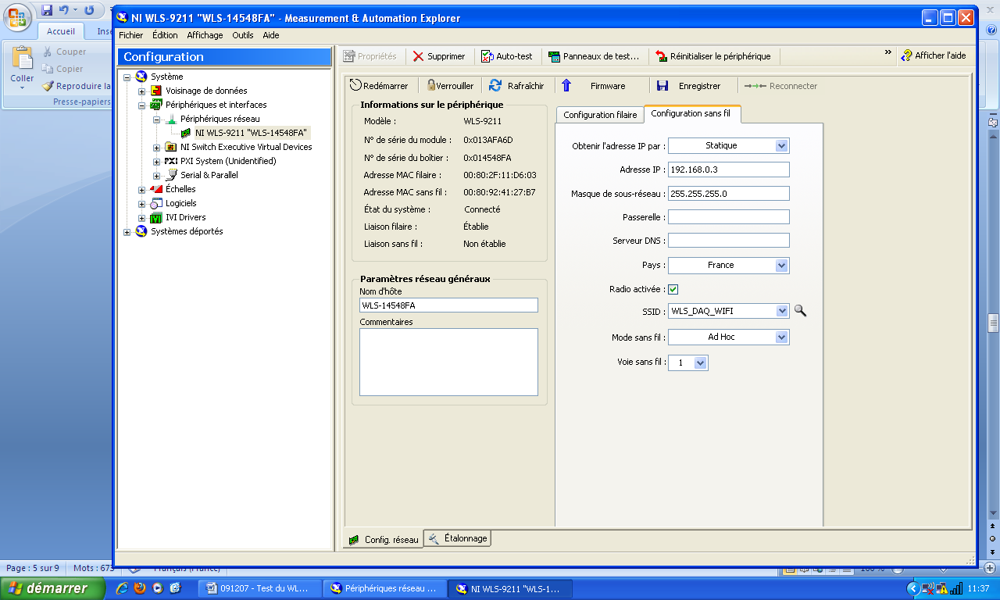 NI WLS-9211 "WLS-14548FA" - Measurement & Automation Explorer
Fichier Édition Affichage Outils Aide
Accueil Inse
Couper
Copier
Coller
Reproduire la
Presse-papiers
Configuration
Système
Voisinage de données
Périphériques et interfaces
Périphériques réseau
NI WLS-9211 "WLS-14548FA"
NI Switch Executive Virtual Devices
PXI System (Unidentified)
Serial & Parallel
Échelles
Logiciels
IVI Drivers
Systèmes déportés
Propriétés Supprimer Auto-test Panneaux de test... Réinitialiser le périphérique » Afficher l'aide
Redémarrer Verrouiller Rafraîchir Firmware Enregistrer Reconnecter
Informations sur le périphérique
Modèle : WLS-9211
N° de série du module : 0x013AFA6D
N° de série du boîtier : 0x014548FA
Adresse MAC filaire : 00:80:2F:11:D6:03
Adresse MAC sans fil : 00:80:92:41:27:B7
État du système : Connecté
Liaison filaire : Établie
Liaison sans fil : Non établie
Paramètres réseau généraux
Nom d'hôte
WLS-14548FA
Commentaires
Configuration filaire Configuration sans fil
Obtenir l'adresse IP par : Statique
Adresse IP : 192.168.0.3
Masque de sous-réseau : 255.255.255.0
Passerelle :
Serveur DNS :
Pays : France
Radio activée :
SSID : WLS_DAQ_WIFI
Mode sans fil : Ad Hoc
Voie sans fil : 1
Config. réseau Étalonnage
Page : 5 sur 9 Mots : 673 Français (France) 100 %
démarrer 091207 - Test du WL... Périphériques réseau ... NI WLS-9211 "WLS-1... 11:37